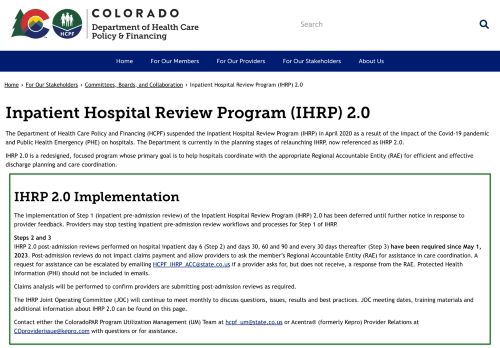 COLORADO
Department of Health Care
Policy & Financing
HCPF
Search
Home
For Our Members
For Our Providers
For Our Stakeholders
About Us
Home › For Our Stakeholders › Committees, Boards, and Collaboration › Inpatient Hospital Review Program (IHRP) 2.0
Inpatient Hospital Review Program (IHRP) 2.0
The Department of Health Care Policy and Financing (HCPF) suspended the Inpatient Hospital Review Program (IHRP) in April 2020 as a result of the impact of the Covid-19 pandemic
and Public Health Emergency (PHE) on hospitals. The Department is currently in the planning stages of relaunching IHRP, now referenced as IHRP 2.0.
IHRP 2.0 is a redesigned, focused program whose primary goal is to help hospitals coordinate with the appropriate Regional Accountable Entity (RAE) for efficient and effective
discharge planning and care coordination.
IHRP 2.0 Implementation
The implementation of Step 1 (inpatient pre-admission review) of the Inpatient Hospital Review Program (IHRP) 2.0 has been deferred until further notice in response to
provider feedback. Providers may stop testing inpatient pre-admission review workflows and processes for Step 1 of IHRP.
Steps 2 and 3
IHRP 2.0 post-admission reviews performed on hospital inpatient day 6 (Step 2) and days 30, 60 and 90 and every 30 days thereafter (Step 3) have been required since May 1,
2023. Post-admission reviews do not impact claims payment and allow providers to ask the member's Regional Accountable Entity (RAE) for assistance in care coordination. A
request for assistance can be escalated by emailing HCPF_IHRP_ACC@state.co.us if a provider asks for, but does not receive, a response from the RAE. Protected Health
Information (PHI) should not be included in emails.
Claims analysis will be performed to confirm providers are submitting post-admission reviews as required.
The IHRP Joint Operating Committee (JOC) will continue to meet monthly to discuss questions, issues, results and best practices. JOC meeting dates, training materials and
additional information about IHRP 2.0 can be found on this page.
Contact either the ColoradoPAR Program Utilization Management (UM) Team at hcpf_um@state.co.us or Acentra® (formerly Kepro) Provider Relations at
COproviderissue@kepro.com with questions or for assistance.